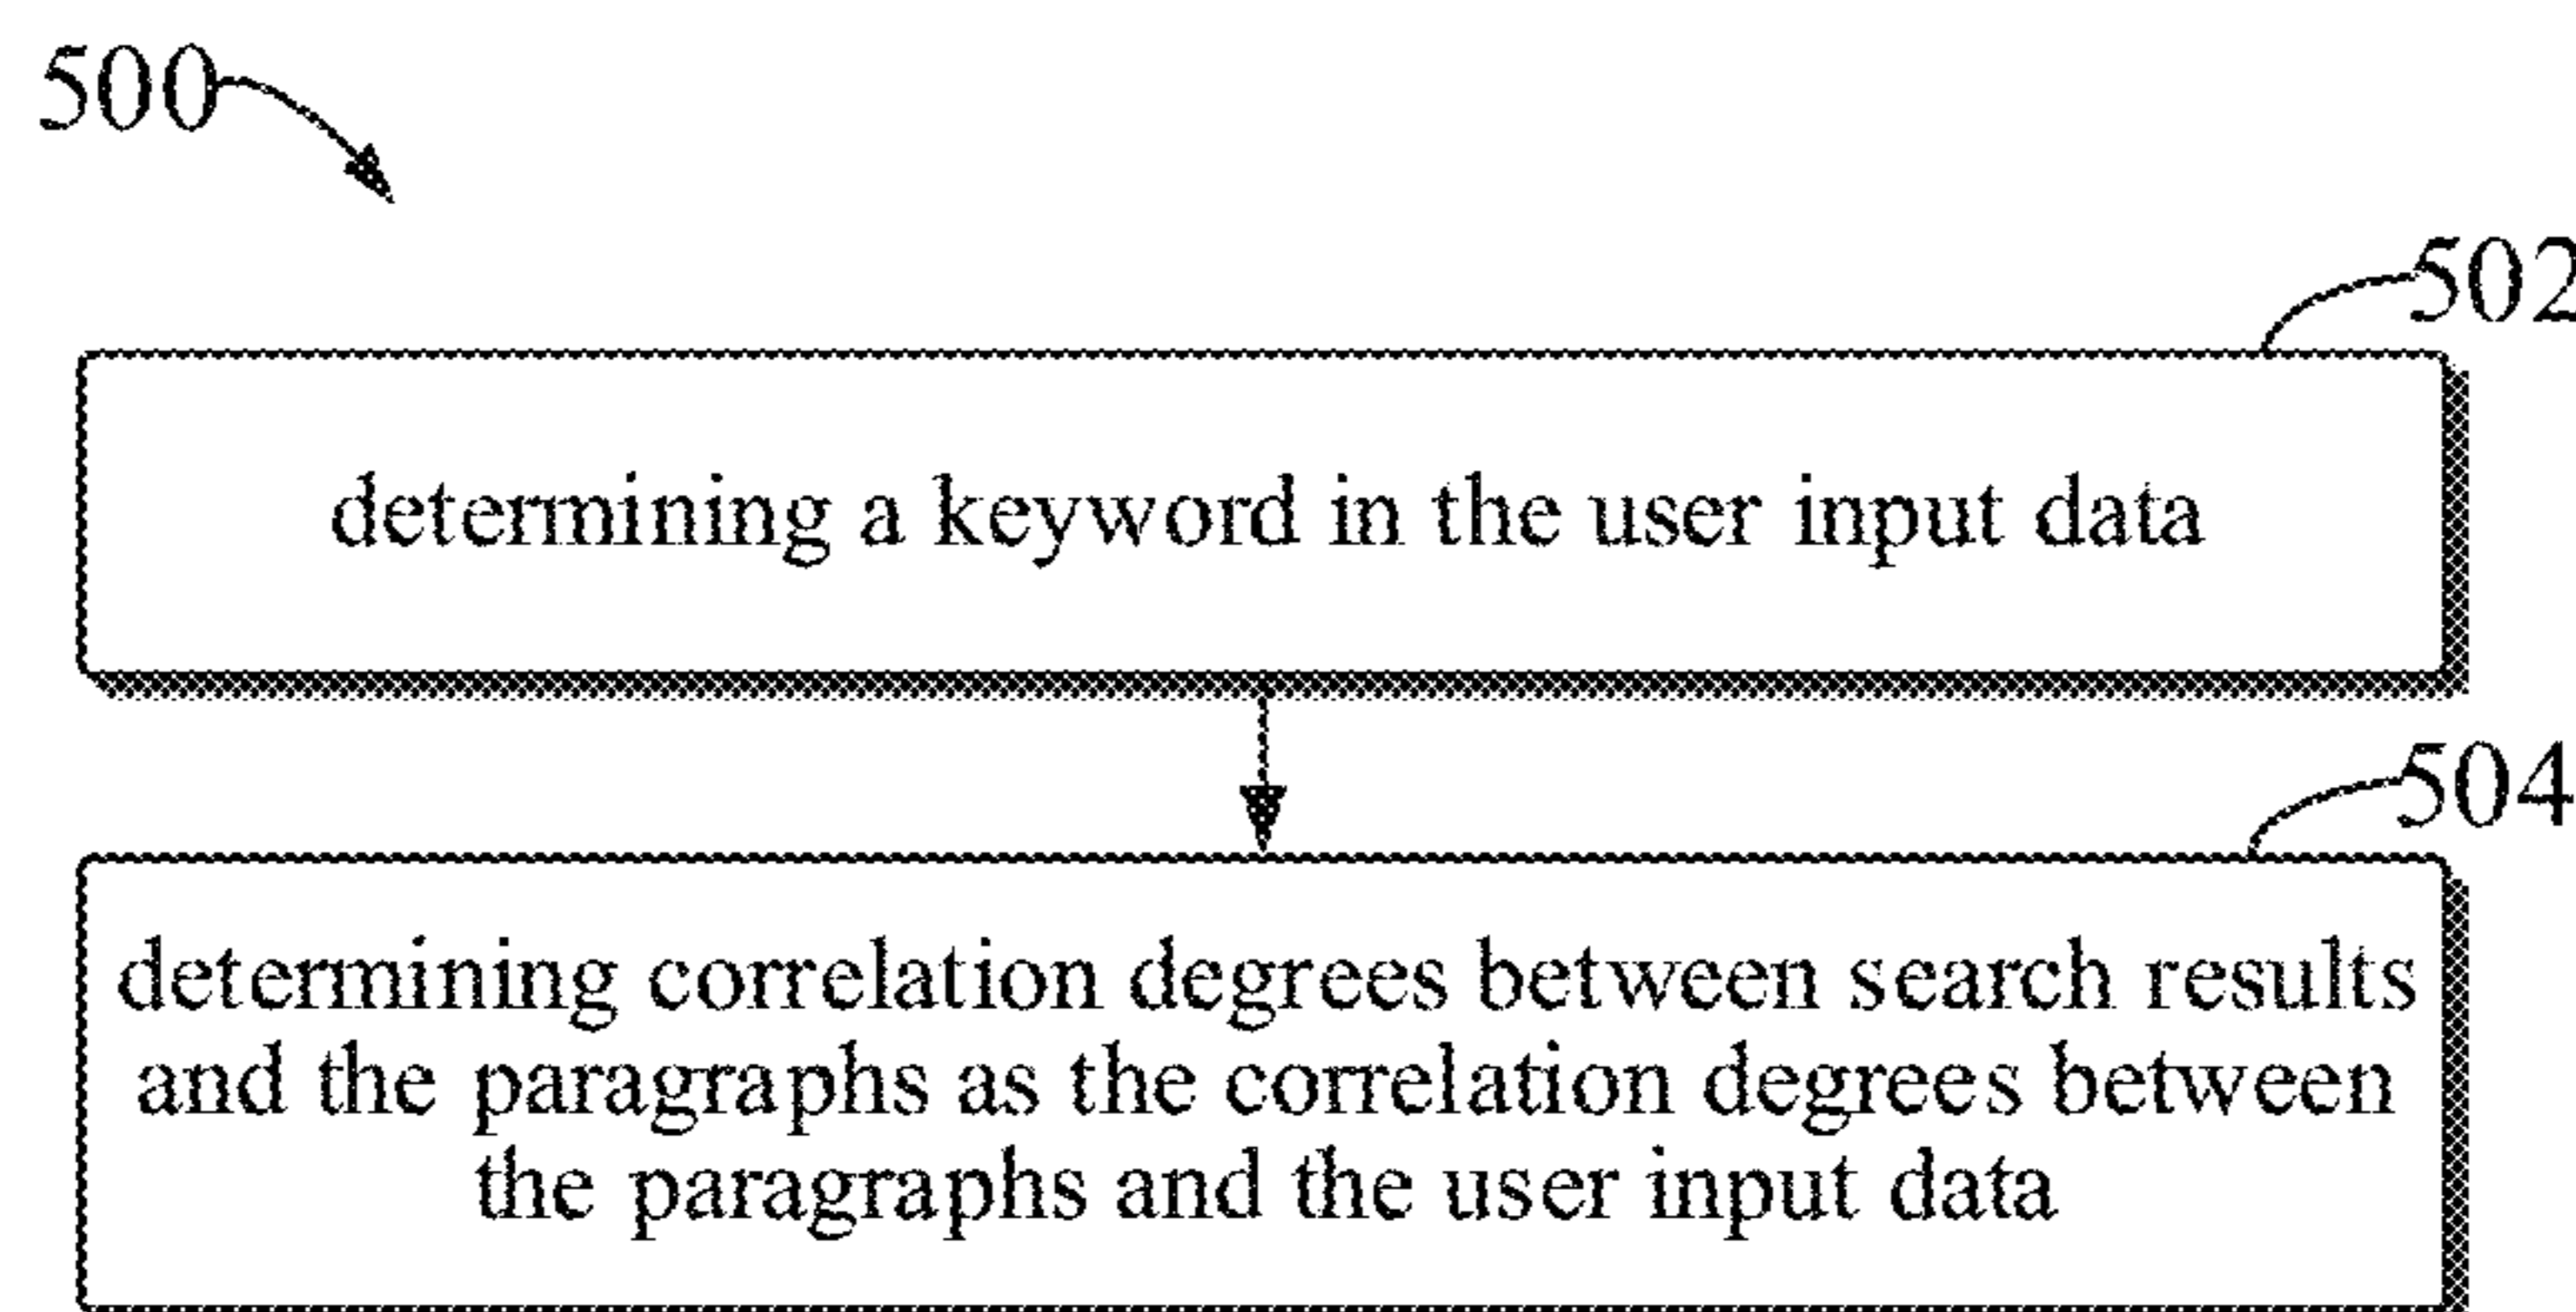 500
502
determining a keyword in the user input data
504
determining correlation degrees between search results
and the paragraphs as the correlation degrees between
the paragraphs and the user input data